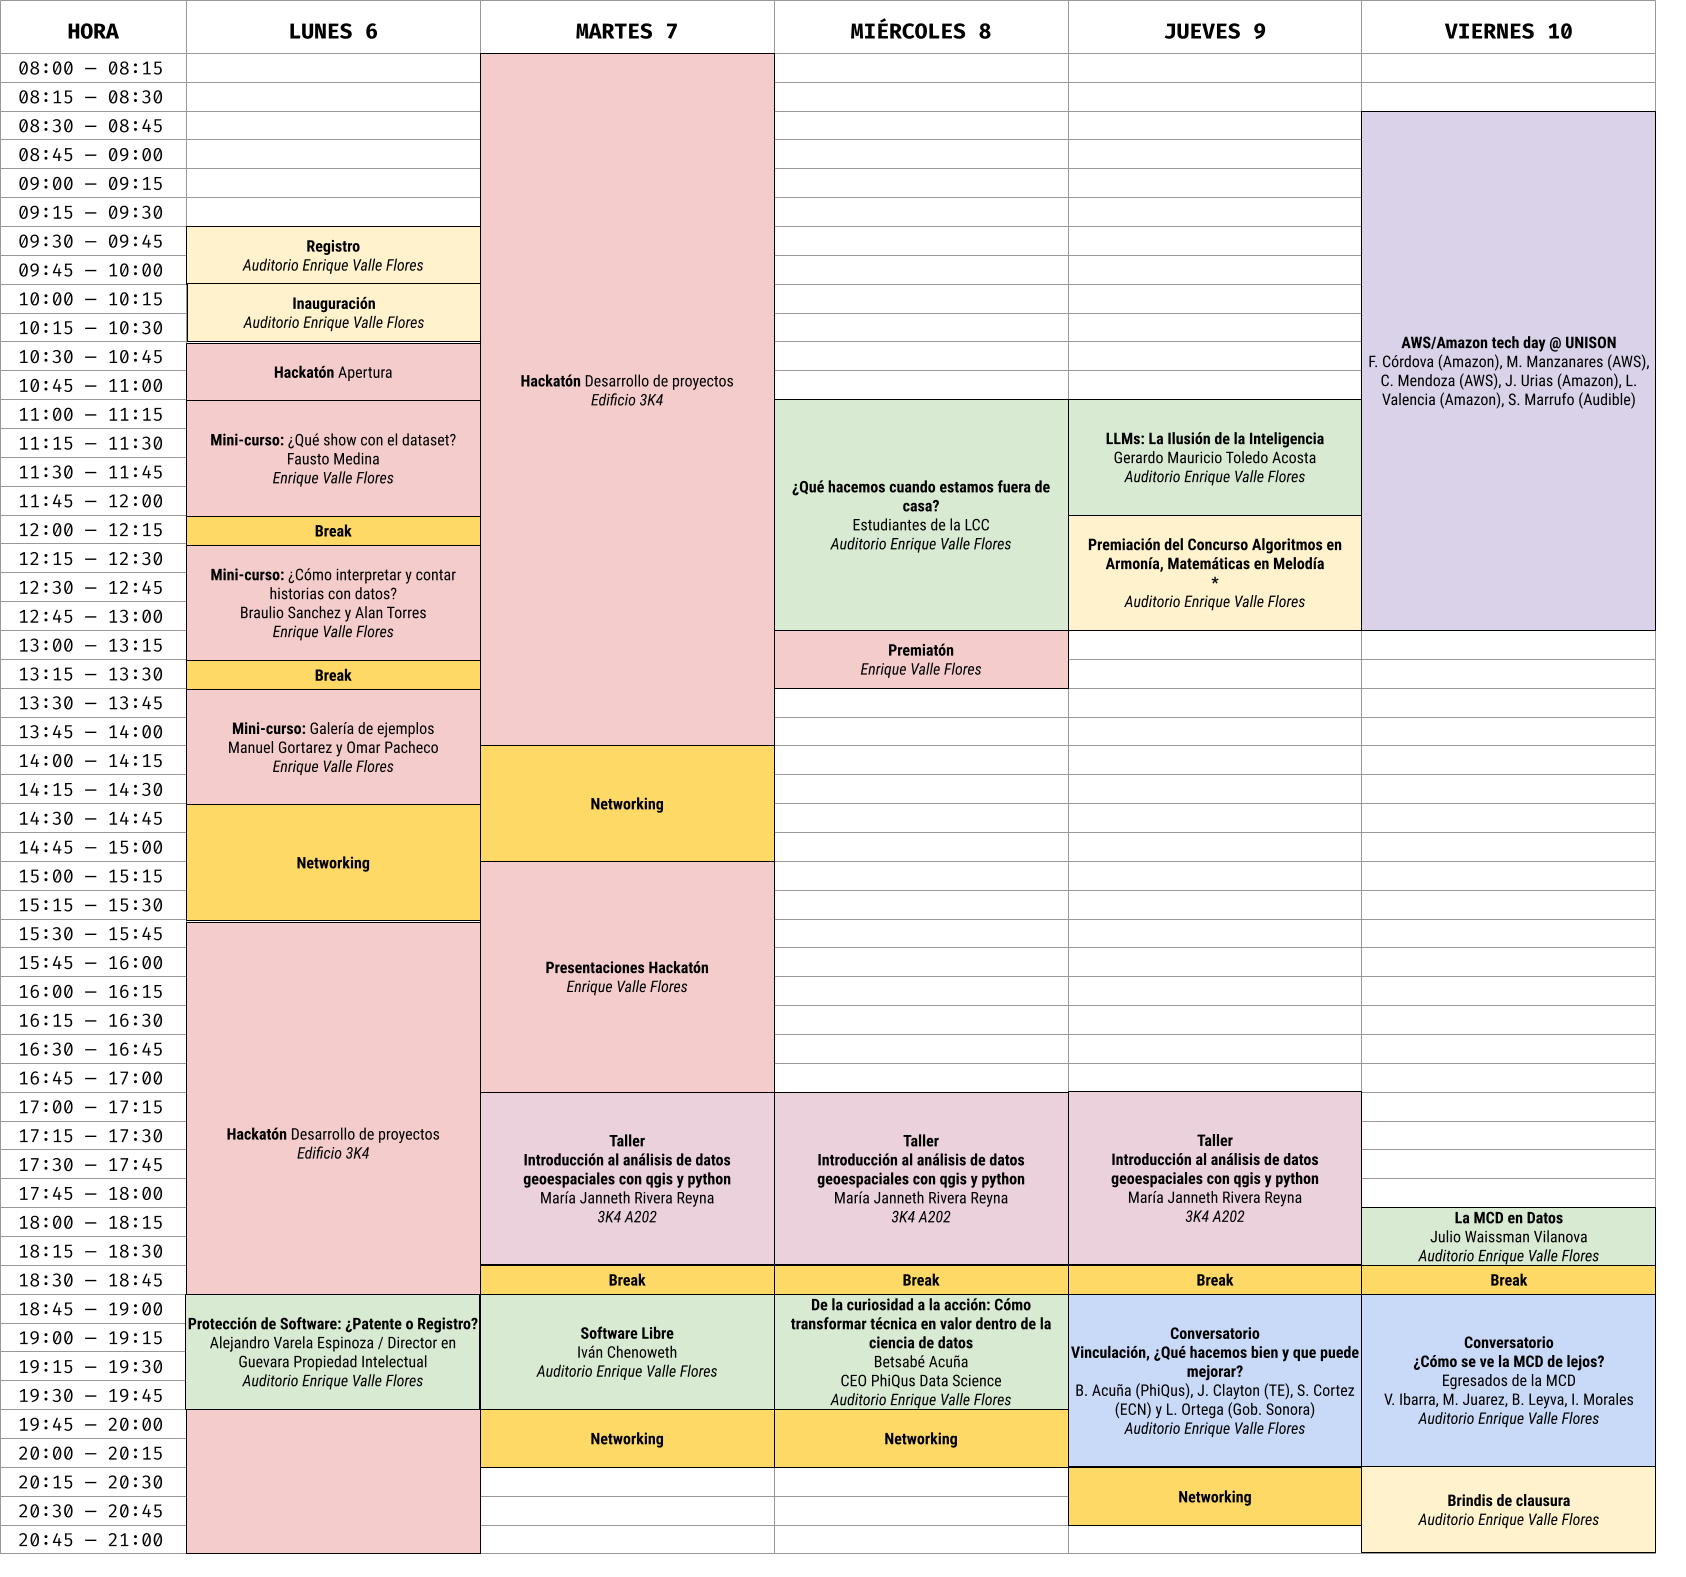 HORA
LUNES 6
MARTES 7
MIÉRCOLES 8
JUEVES 9
VIERNES 10
08:00 – 08:15
08:15 – 08:30
08:30 – 08:45
08:45 – 09:00
09:00 – 09:15
09:15 – 09:30
09:30 – 09:45
09:45 – 10:00
10:00 – 10:15
10:15 – 10:30
10:30 – 10:45
10:45 – 11:00
11:00 – 11:15
11:15 – 11:30
11:30 – 11:45
11:45 – 12:00
12:00 – 12:15
12:15 – 12:30
12:30 – 12:45
12:45 – 13:00
13:00 – 13:15
13:15 – 13:30
13:30 – 13:45
13:45 – 14:00
14:00 – 14:15
14:15 – 14:30
14:30 – 14:45
14:45 – 15:00
15:00 – 15:15
15:15 – 15:30
15:30 – 15:45
15:45 – 16:00
16:00 – 16:15
16:15 – 16:30
16:30 – 16:45
16:45 – 17:00
17:00 – 17:15
17:15 – 17:30
17:30 – 17:45
17:45 – 18:00
18:00 – 18:15
18:15 – 18:30
18:30 – 18:45
18:45 – 19:00
19:00 – 19:15
19:15 – 19:30
19:30 – 19:45
19:45 – 20:00
20:00 – 20:15
20:15 – 20:30
20:30 – 20:45
20:45 – 21:00
Registro
Auditorio Enrique Valle Flores
Inauguración
Auditorio Enrique Valle Flores
Hackatón Apertura
Mini-curso: ¿Qué show con el dataset?
Fausto Medina
Enrique Valle Flores
Break
Mini-curso: ¿Cómo interpretar y contar
historias con datos?
Braulio Sanchez y Alan Torres
Enrique Valle Flores
Break
Mini-curso: Galería de ejemplos
Manuel Gortarez y Omar Pacheco
Enrique Valle Flores
Networking
Hackatón Desarrollo de proyectos
Edificio 3K4
Protección de Software: ¿Patente o Registro?
Alejandro Varela Espinoza / Director en
Guevara Propiedad Intelectual
Auditorio Enrique Valle Flores
Hackatón Desarrollo de proyectos
Edificio 3K4
Networking
Presentaciones Hackatón
Enrique Valle Flores
Taller
Introducción al análisis de datos
geoespaciales con qgis y python
María Janneth Rivera Reyna
3K4 A202
Break
Software Libre
Iván Chenoweth
Auditorio Enrique Valle Flores
Networking
¿Qué hacemos cuando estamos fuera de
casa?
Estudiantes de la LCC
Auditorio Enrique Valle Flores
Premiatón
Enrique Valle Flores
Taller
Introducción al análisis de datos
geoespaciales con qgis y python
María Janneth Rivera Reyna
3K4 A202
Break
De la curiosidad a la acción: Cómo
transformar técnica en valor dentro de la
ciencia de datos
Betsabé Acuña
CEO PhiQus Data Science
Auditorio Enrique Valle Flores
Networking
LLMs: La Ilusión de la Inteligencia
Gerardo Mauricio Toledo Acosta
Auditorio Enrique Valle Flores
Premiación del Concurso Algoritmos en
Armonía, Matemáticas en Melodía
*
Auditorio Enrique Valle Flores
Taller
Introducción al análisis de datos
geoespaciales con qgis y python
María Janneth Rivera Reyna
3K4 A202
Break
Conversatorio
Vinculación, ¿Qué hacemos bien y que puede
mejorar?
B. Acuña (PhiQus), J. Clayton (TE), S. Cortez
(ECN) y L. Ortega (Gob. Sonora)
Auditorio Enrique Valle Flores
Networking
AWS/Amazon tech day @ UNISON
F. Córdova (Amazon), M. Manzanares (AWS),
C. Mendoza (AWS), J. Urias (Amazon), L.
Valencia (Amazon), S. Marrufo (Audible)
La MCD en Datos
Julio Waissman Vilanova
Auditorio Enrique Valle Flores
Break
Conversatorio
¿Cómo se ve la MCD de lejos?
Egresados de la MCD
V. Ibarra, M. Juarez, B. Leyva, I. Morales
Auditorio Enrique Valle Flores
Brindis de clausura
Auditorio Enrique Valle Flores